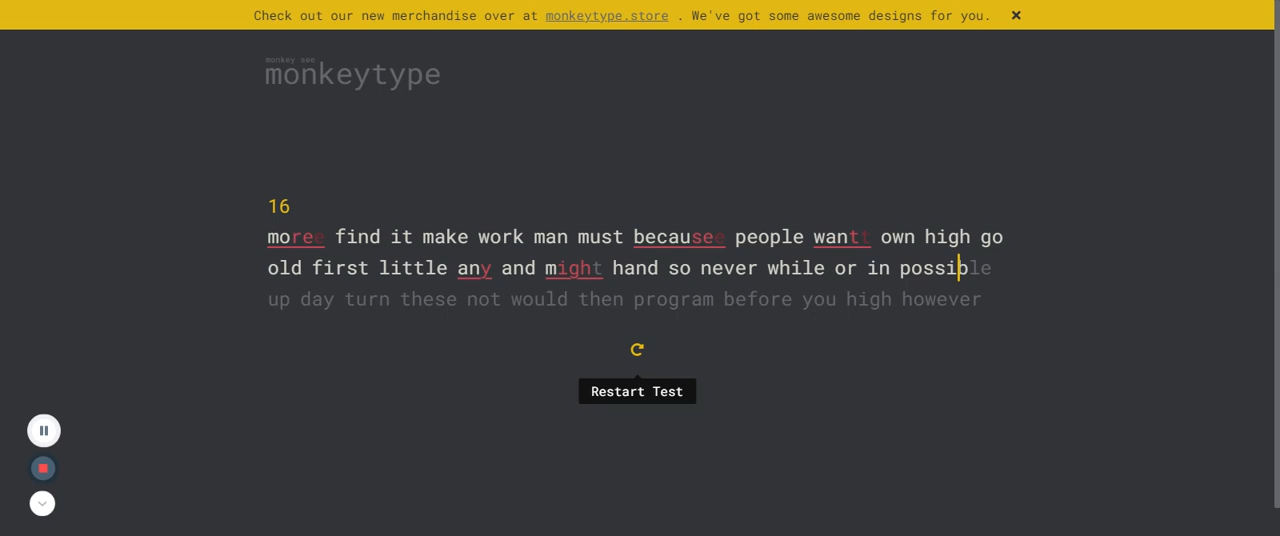 Check out our new merchandise over at monkeytype.store . We've got some awesome designs for you.
monkey see
monkeytype
16
moree find it make work man must becausee people wantt own high go
old first little any and might hand so never while or in possible
up day turn these not would then program before you high however
Restart Test